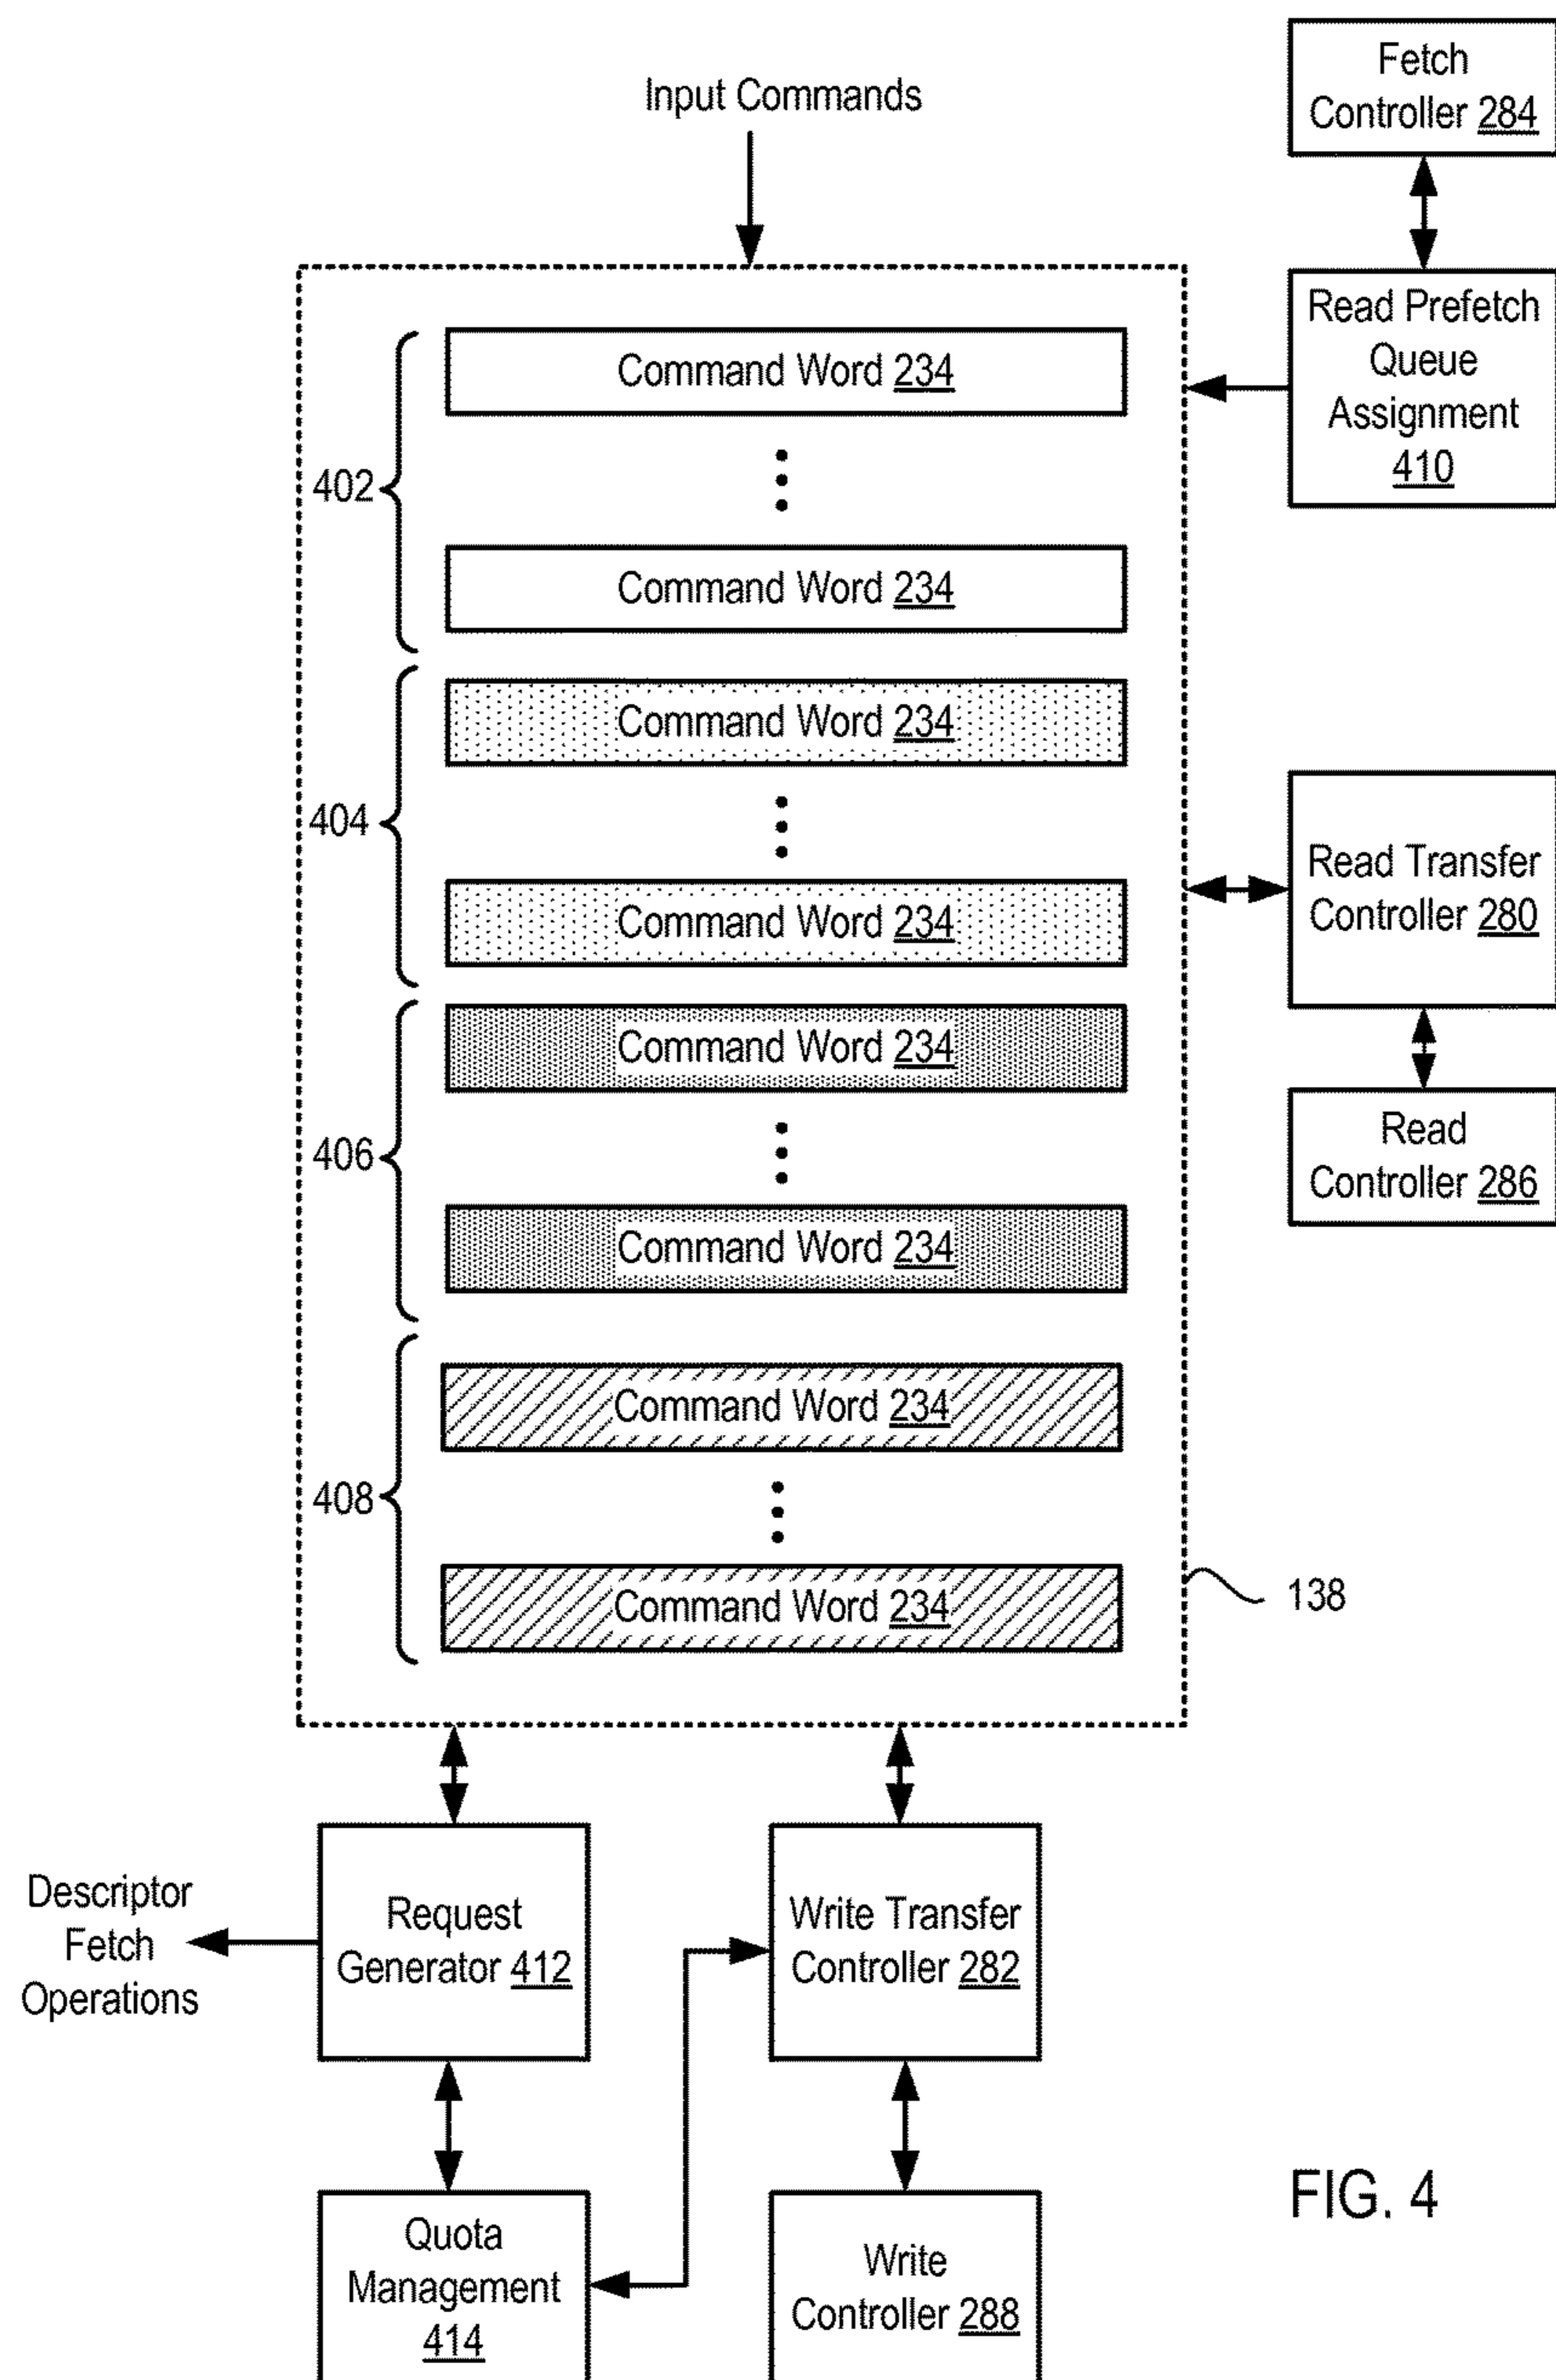 Input Commands
Fetch
Controller 284
Read Prefetch
Queue
Assignment
410
402
Command Word 234
Command Word 234
404
Command Word 234
Command Word 234
Read Transfer
Controller 280
406
Command Word 234
Command Word 234
Read
Controller 286
408
Command Word 234
Command Word 234
138
Descriptor
Fetch
Operations
Request
Generator 412
Write Transfer
Controller 282
Quota
Management
414
Write
Controller 288
FIG. 4